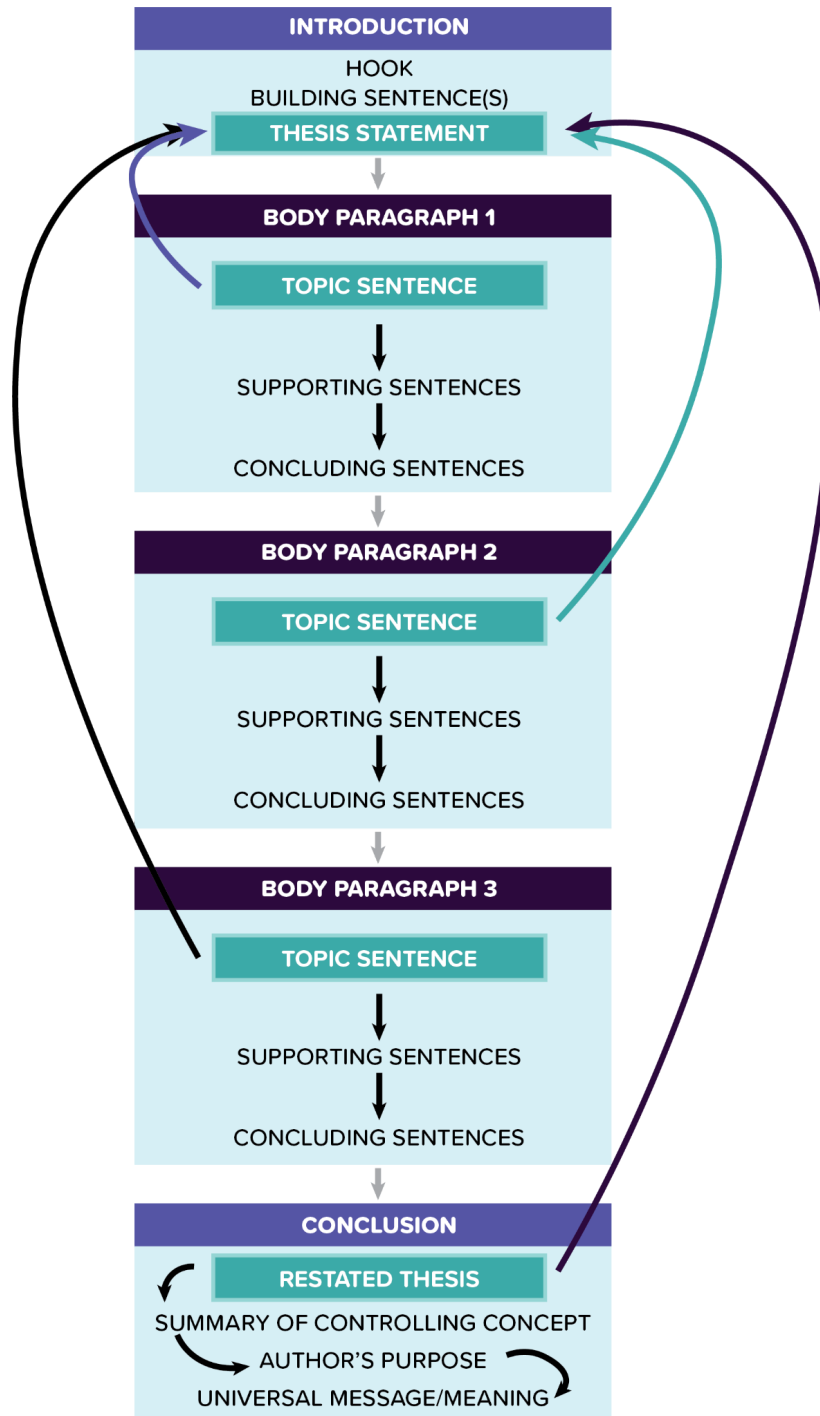 INTRODUCTION
HOOK
BUILDING SENTENCE(S)
THESIS STATEMENT
BODY PARAGRAPH 1
TOPIC SENTENCE
SUPPORTING SENTENCES
CONCLUDING SENTENCES
BODY PARAGRAPH 2
TOPIC SENTENCE
SUPPORTING SENTENCES
CONCLUDING SENTENCES
BODY PARAGRAPH 3
TOPIC SENTENCE
SUPPORTING SENTENCES
CONCLUDING SENTENCES
CONCLUSION
RESTATED THESIS
SUMMARY OF CONTROLLING CONCEPT
AUTHOR'S PURPOSE
UNIVERSAL MESSAGE/MEANING